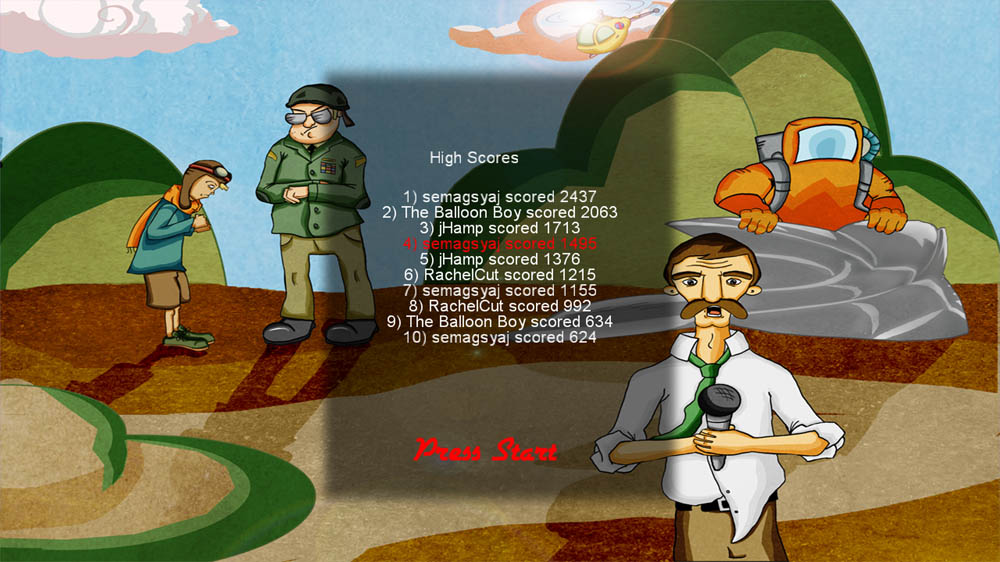 High Scores
1) semagsyaj scored 2437
2) The Balloon Boy scored 2063
3) jHamp scored 1713
4) semagsyaj scored 1495
5) jHamp scored 1376
6) RachelCut scored 1215
7) semagsyaj scored 1155
8) RachelCut scored 992
9) The Balloon Boy scored 634
10) semagsyaj scored 624
Press Start